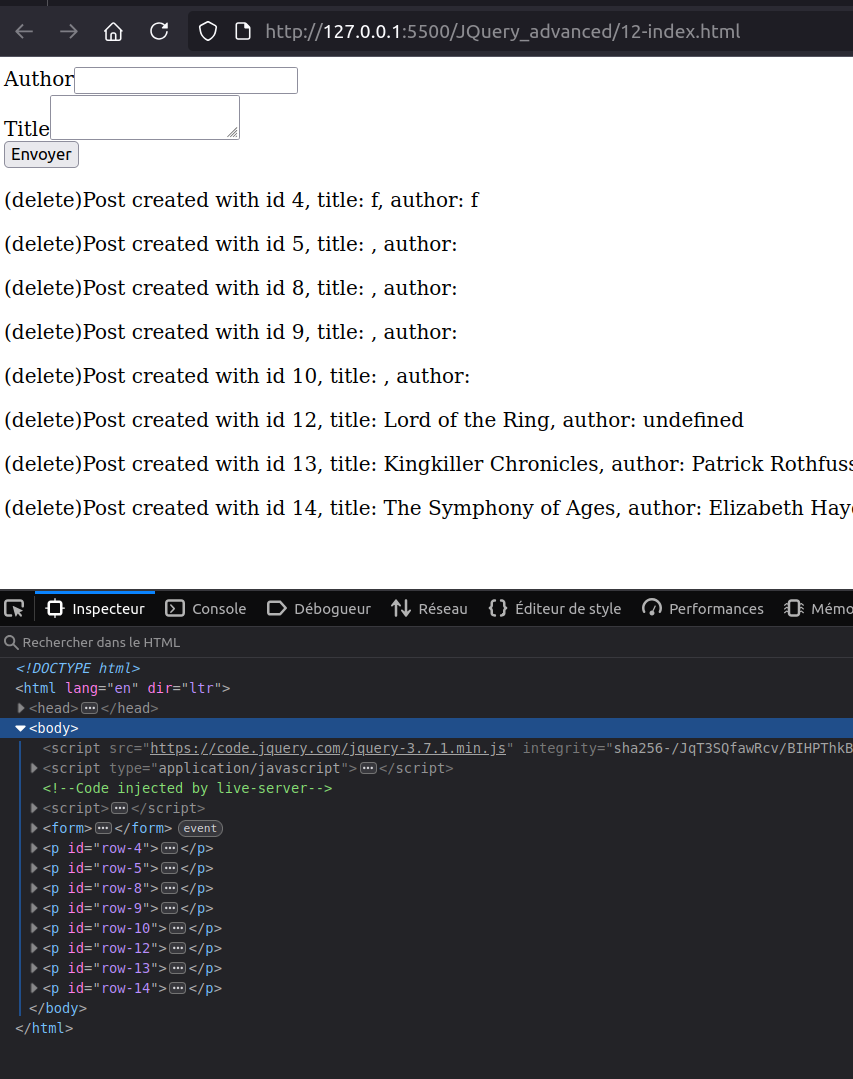 http://127.0.0.1:5500/JQuery_advanced/12-index.html
Author
Title
Envoyer
(delete)Post created with id 4, title: f, author: f
(delete)Post created with id 5, title: , author:
(delete)Post created with id 8, title: , author:
(delete)Post created with id 9, title: , author:
(delete)Post created with id 10, title: , author:
(delete)Post created with id 12, title: Lord of the Ring, author: undefined
(delete)Post created with id 13, title: Kingkiller Chronicles, author: Patrick Rothfuss
(delete)Post created with id 14, title: The Symphony of Ages, author: Elizabeth Hay
Inspecteur Console Débogueur Réseau Éditeur de style Performances Mémo
Rechercher dans le HTML
<!DOCTYPE html>
<html lang="en" dir="ltr">
<head>…</head>
<body>
<script src="https://code.jquery.com/jquery-3.7.1.min.js" integrity="sha256-/JqT3SQfawRcv/BIHPThkB
<script type="application/javascript">…</script>
<!--Code injected by live-server-->
<script>…</script>
<form>…</form> event
<p id="row-4">…</p>
<p id="row-5">…</p>
<p id="row-8">…</p>
<p id="row-9">…</p>
<p id="row-10">…</p>
<p id="row-12">…</p>
<p id="row-13">…</p>
<p id="row-14">…</p>
</body>
</html>